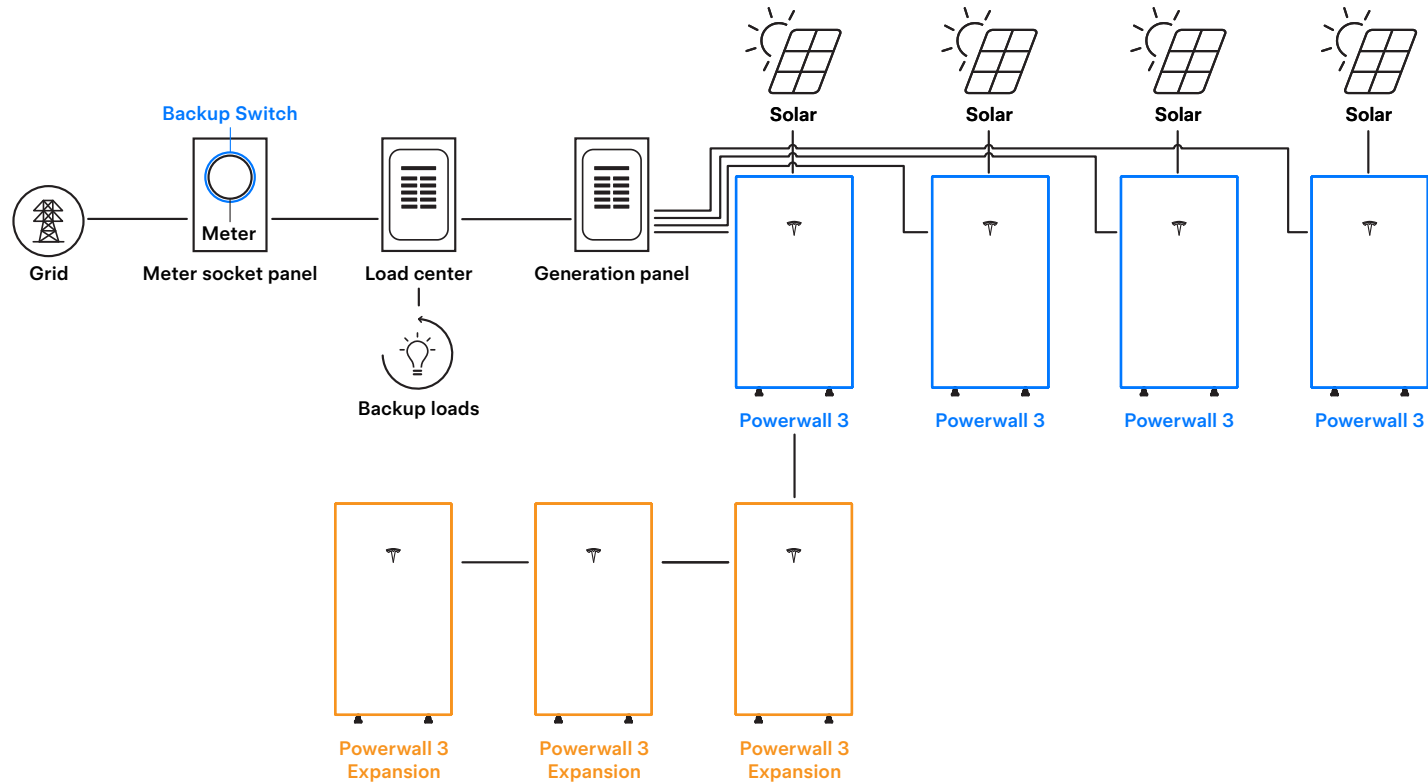 Solar
Solar
Solar
Solar
Backup Switch
Meter
Grid
Meter socket panel
Load center
Generation panel
Backup loads
Powerwall 3
Powerwall 3
Powerwall 3
Powerwall 3
Powerwall 3
Expansion
Powerwall 3
Expansion
Powerwall 3
Expansion